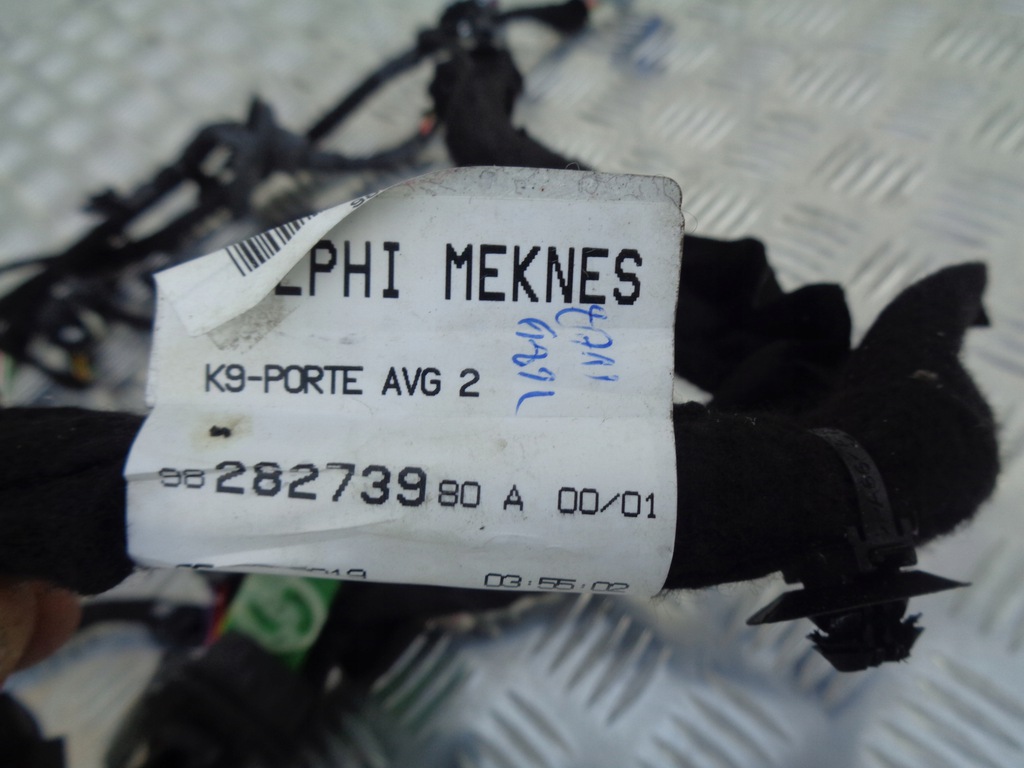 LPHI MEKNES
K9-PORTE AVG 2
98 282739 80 A 00/01
03:55:02